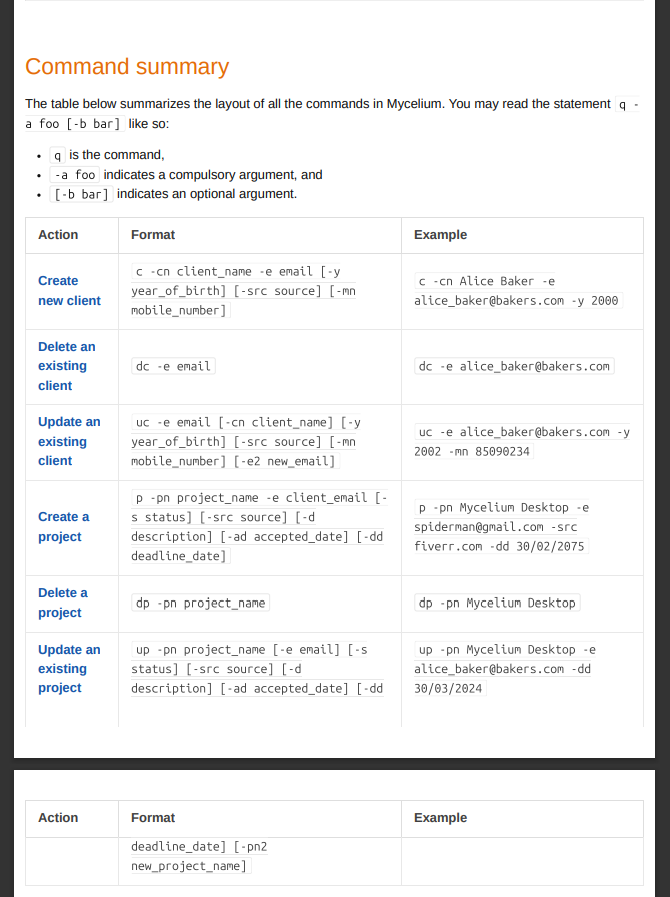 Command summary
The table below summarizes the layout of all the commands in Mycelium. You may read the statement q -
a foo [-b bar] like so:
• q is the command,
• -a foo indicates a compulsory argument, and
• [-b bar] indicates an optional argument.
Action Format Example
Create
new client
c -cn client_name -e email [-y
year_of_birth] [-src source] [-mn
mobile_number]
c -cn Alice Baker -e
alice_baker@bakers.com -y 2000
Delete an
existing
client
dc -e email
dc -e alice_baker@bakers.com
Update an
existing
client
uc -e email [-cn client_name] [-y
year_of_birth] [-src source] [-mn
mobile_number] [-e2 new_email]
uc -e alice_baker@bakers.com -y
2002 -mn 85090234
Create a
project
p -pn project_name -e client_email [-
s status] [-src source] [-d
description] [-ad accepted_date] [-dd
deadline_date]
p -pn Mycelium Desktop -e
spiderman@gmail.com -src
fiverr.com -dd 30/02/2075
Delete a
project
dp -pn project_name
dp -pn Mycelium Desktop
Update an
existing
project
up -pn project_name [-e email] [-s
status] [-src source] [-d
description] [-ad accepted_date] [-dd
up -pn Mycelium Desktop -e
alice_baker@bakers.com -dd
30/03/2024
Action Format Example
deadline_date] [-pn2
new_project_name]